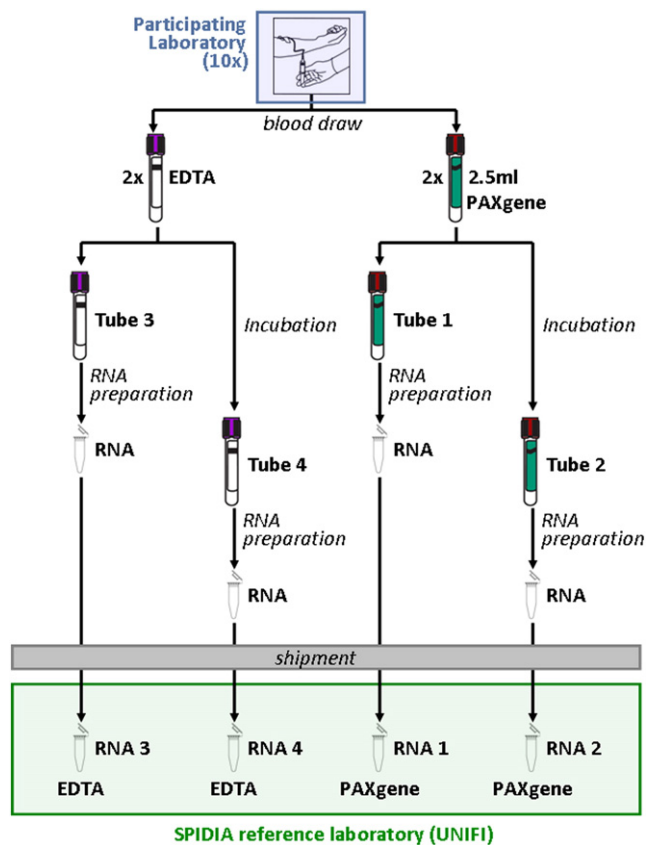 Participating
Laboratory
(10x)
blood draw
2x EDTA
2x 2.5ml
PAXgene
Tube 3
Incubation
Tube 1
Incubation
RNA
preparation
RNA
preparation
RNA
RNA
Tube 4
Tube 2
RNA
preparation
RNA
preparation
RNA
RNA
shipment
RNA 3
RNA 4
RNA 1
RNA 2
EDTA
EDTA
PAXgene
PAXgene
SPIDIA reference laboratory (UNIFI)